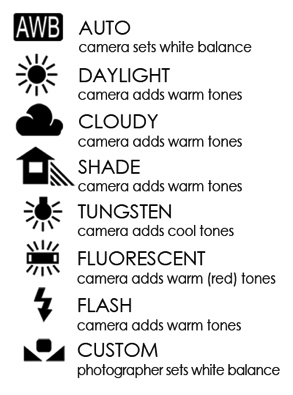 AWB AUTO
camera sets white balance
DAYLIGHT
camera adds warm tones
CLOUDY
camera adds warm tones
SHADE
camera adds warm tones
TUNGSTEN
camera adds cool tones
FLUORESCENT
camera adds warm (red) tones
FLASH
camera adds warm tones
CUSTOM
photographer sets white balance